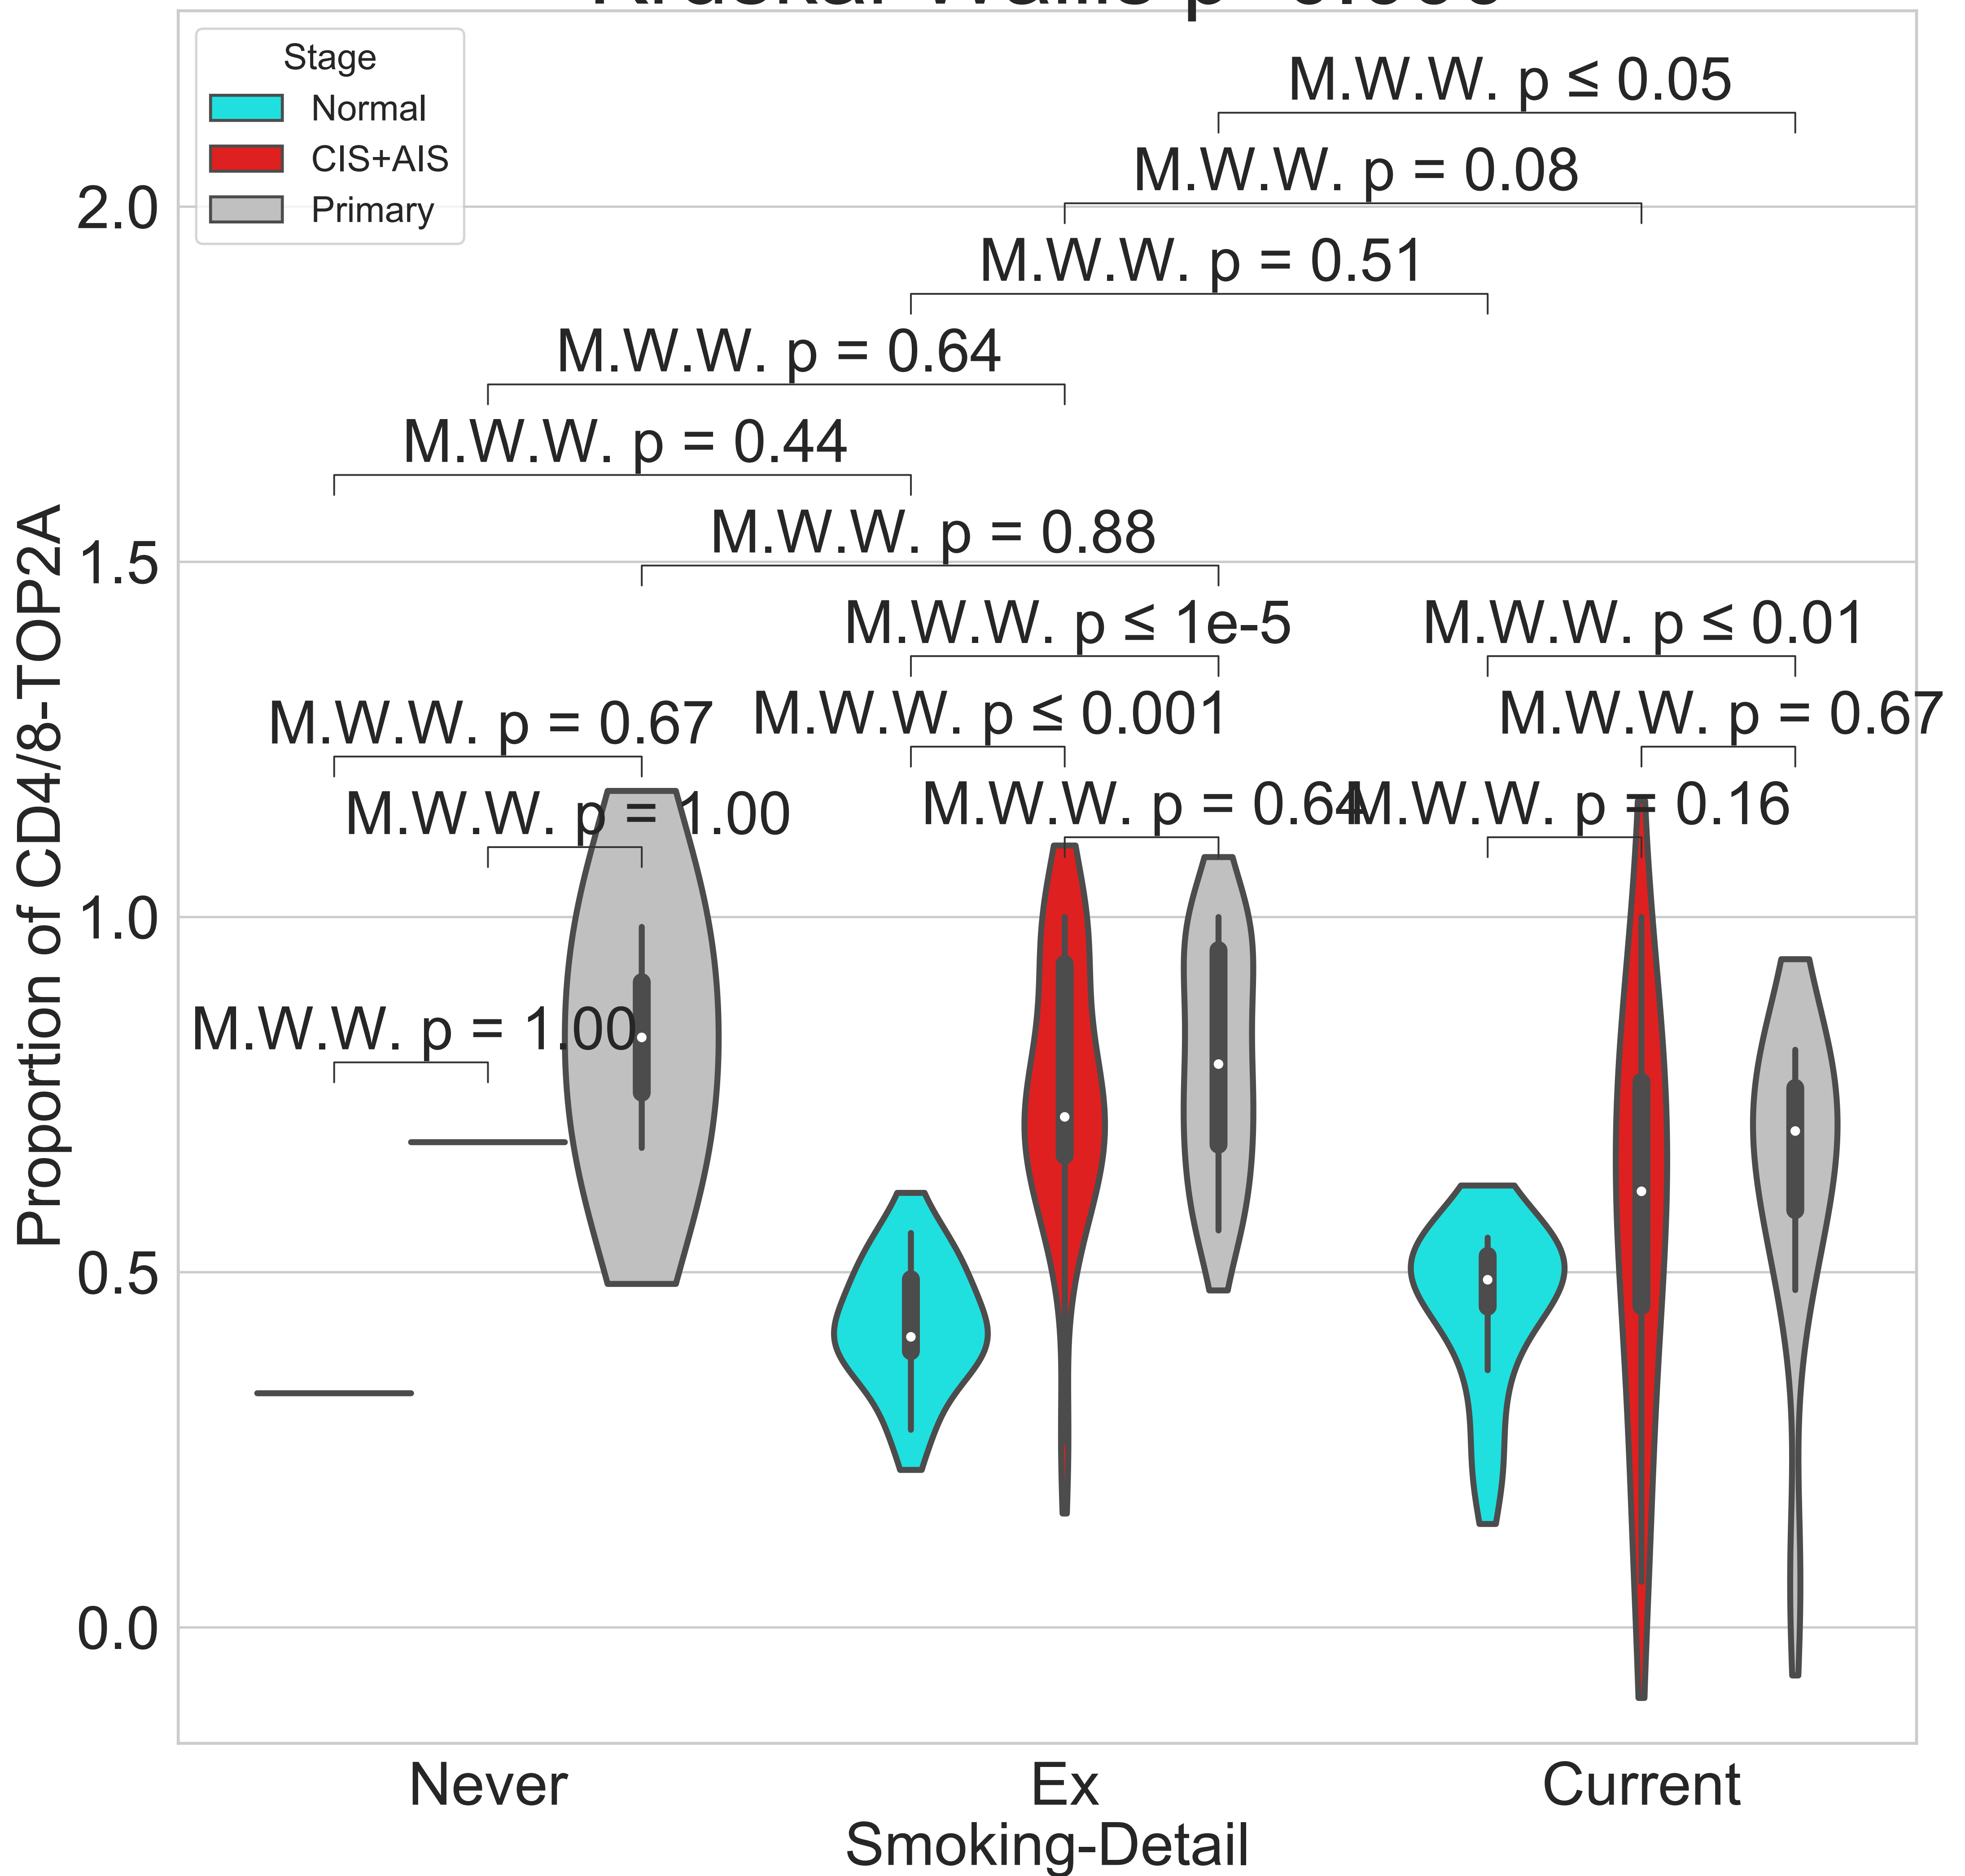 Stage
Normal
CIS+AIS
Primary
M.W.W. p ≤ 0.05
M.W.W. p = 0.08
M.W.W. p = 0.51
M.W.W. p = 0.64
M.W.W. p = 0.44
M.W.W. p = 0.88
M.W.W. p ≤ 1e-5
M.W.W. p ≤ 0.01
M.W.W. p = 0.67
M.W.W. p ≤ 0.001
M.W.W. p = 0.67
M.W.W. p = 1.00
M.W.W. p = 0.64
M.W.W. p = 0.16
M.W.W. p = 1.00
Proportion of CD4/8-TOP2A
2.0
1.5
1.0
0.5
0.0
Never
Ex
Current
Smoking-Detail